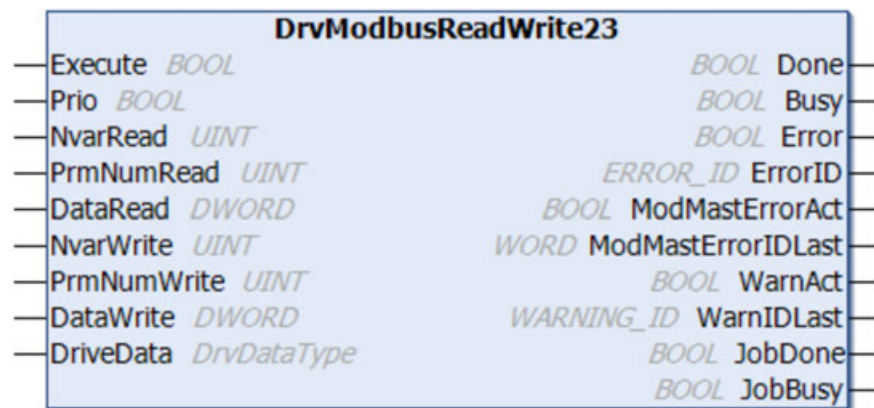 DrvModbusReadWrite23
Execute BOOL BOOL Done
Prio BOOL BOOL Busy
NvarRead UINT BOOL Error
PrmNumRead UINT ERROR_ID ErrorID
DataRead DWORD BOOL ModMastErrorAct
NvarWrite UINT WORD ModMastErrorIDLast
PrmNumWrite UINT BOOL WarnAct
DataWrite DWORD WARNING_ID WarnIDLast
DriveData DrvDataType BOOL JobDone
BOOL JobBusy